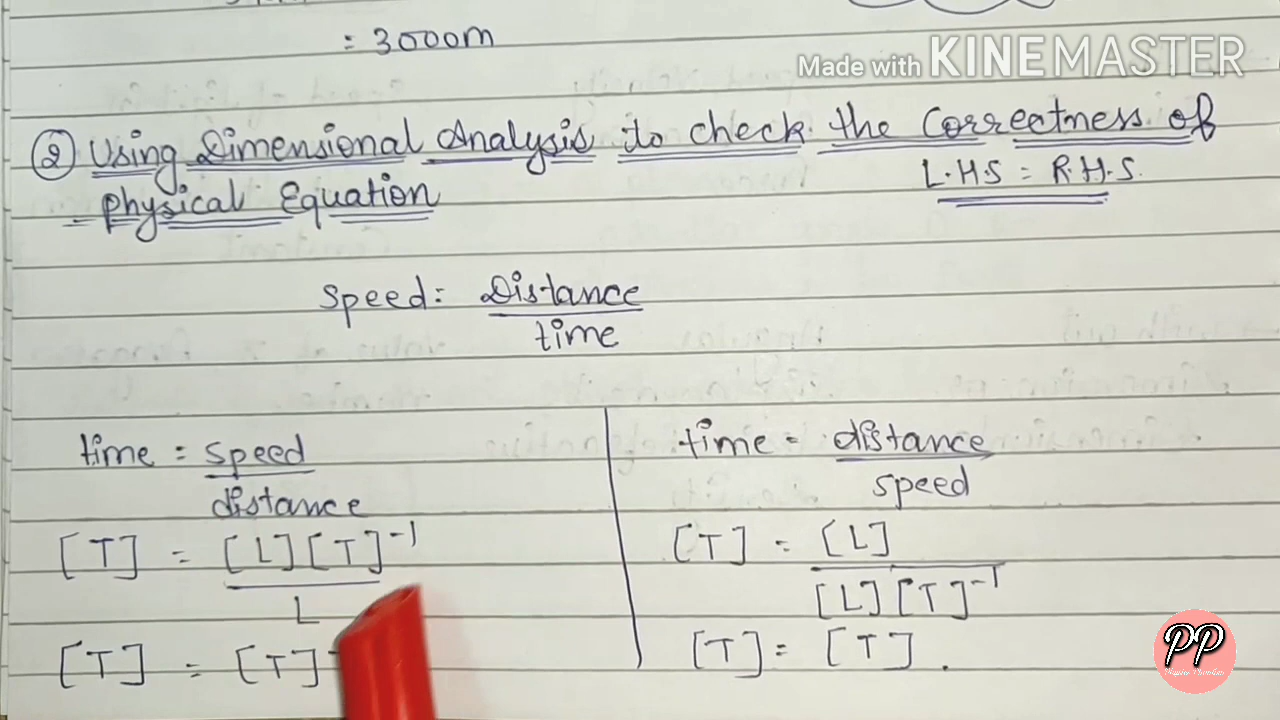 = 3000m
Made with KINEMASTER
② Using Dimensional Analysis to check the correctness of
physical Equation
L.H.S = R.H.S.
Speed = Distance
time
time = speed
distance
[T] = [L][T]⁻¹
L
[T] = [T]⁻
time = distance
speed
[T] = [L]
[L][T]⁻¹
[T] = [T].
PP